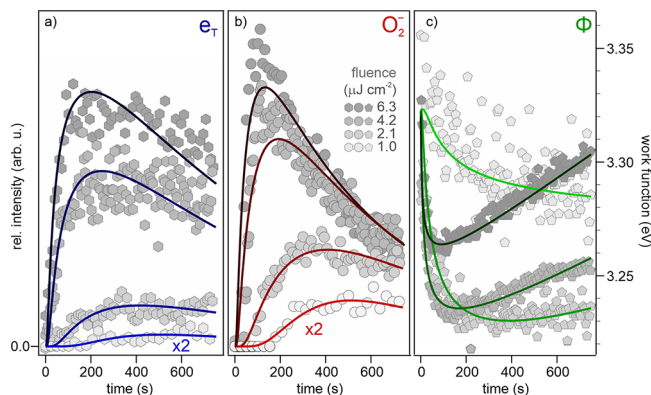 a) e_T
b) O₂⁻
c) Φ
fluence
(μJ cm⁻²)
6.3
4.2
2.1
1.0
x2
x2
rel. intensity (arb. u.)
0.0
0 200 400 600
time (s)
0 200 400 600
time (s)
0 200 400 600
time (s)
3.35
3.30
3.25
work function (eV)